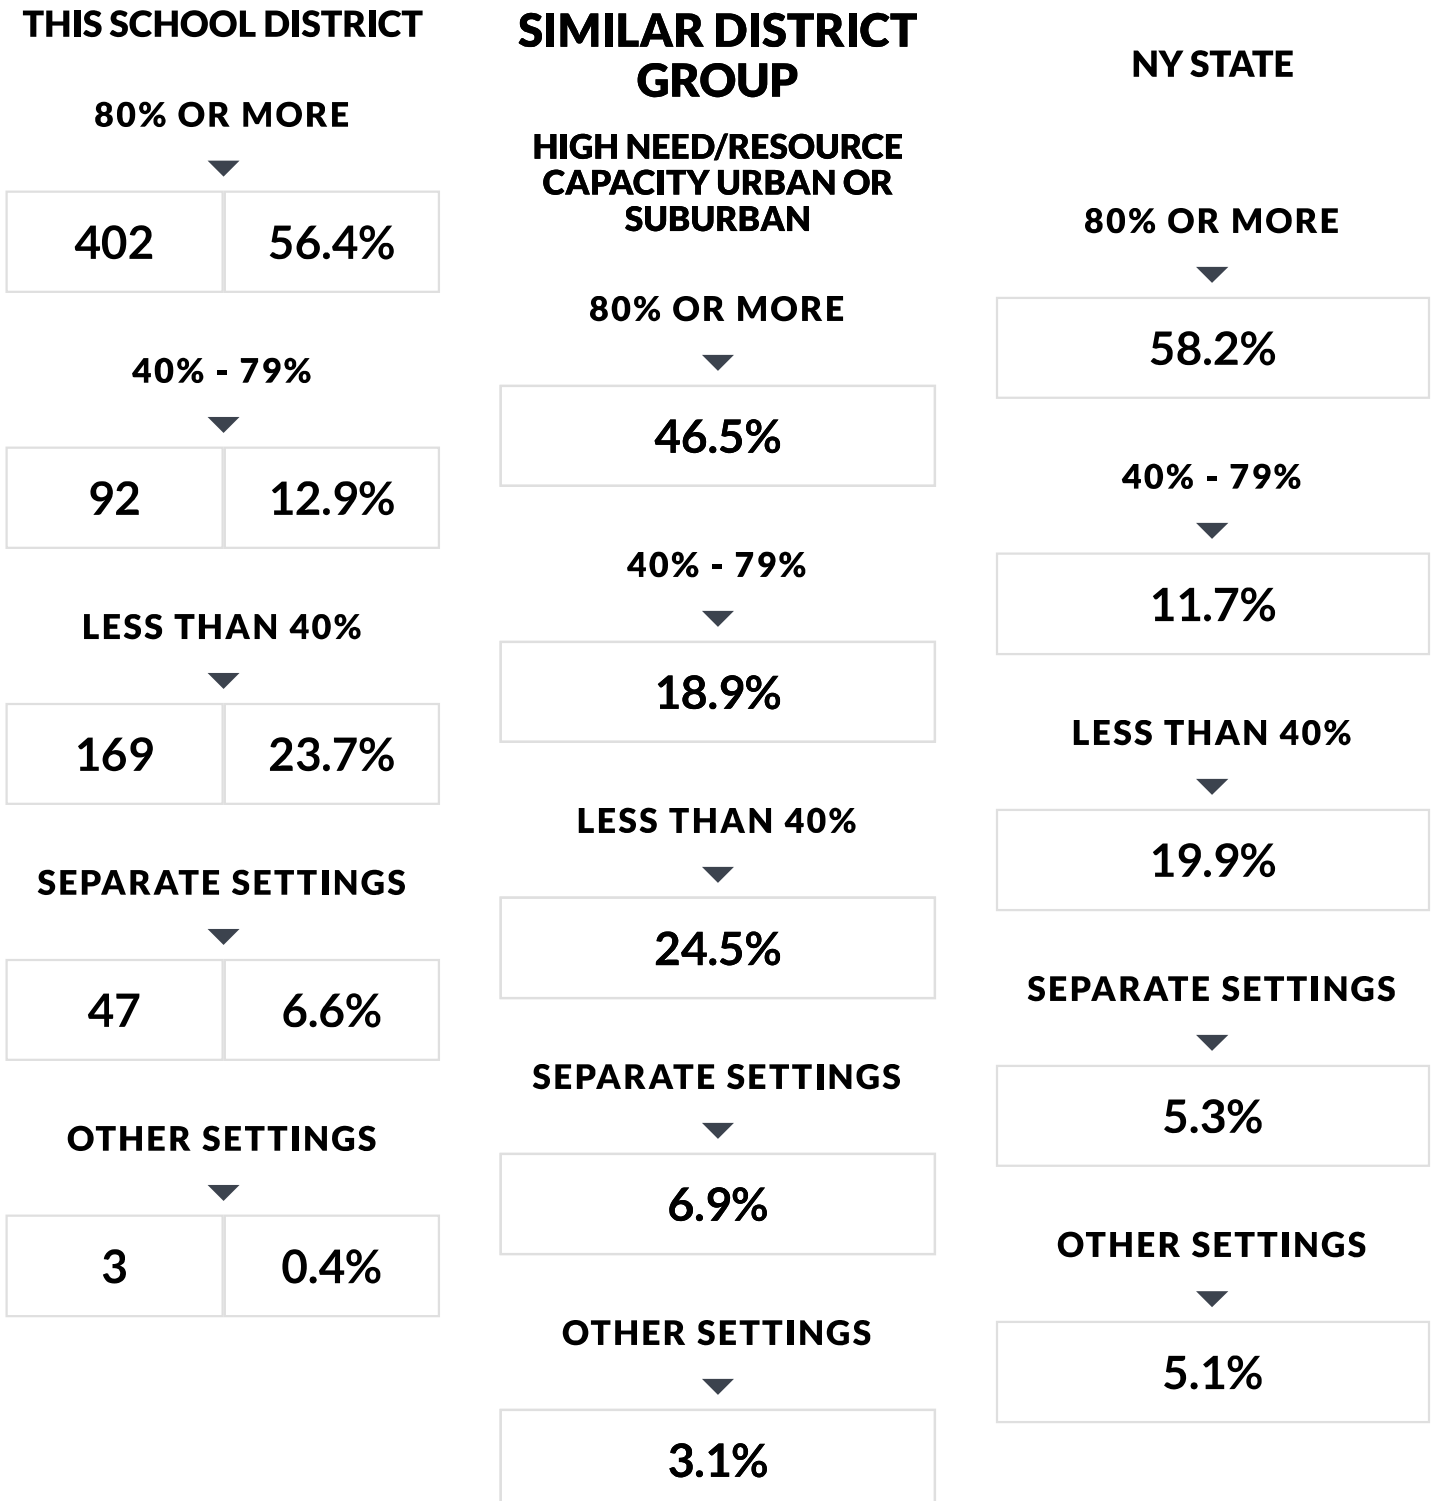 THIS SCHOOL DISTRICT
80% OR MORE
402 56.4%
40% - 79%
92 12.9%
LESS THAN 40%
169 23.7%
SEPARATE SETTINGS
47 6.6%
OTHER SETTINGS
3 0.4%
SIMILAR DISTRICT
GROUP
HIGH NEED/RESOURCE
CAPACITY URBAN OR
SUBURBAN
80% OR MORE
46.5%
40% - 79%
18.9%
LESS THAN 40%
24.5%
SEPARATE SETTINGS
6.9%
OTHER SETTINGS
3.1%
NY STATE
80% OR MORE
58.2%
40% - 79%
11.7%
LESS THAN 40%
19.9%
SEPARATE SETTINGS
5.3%
OTHER SETTINGS
5.1%